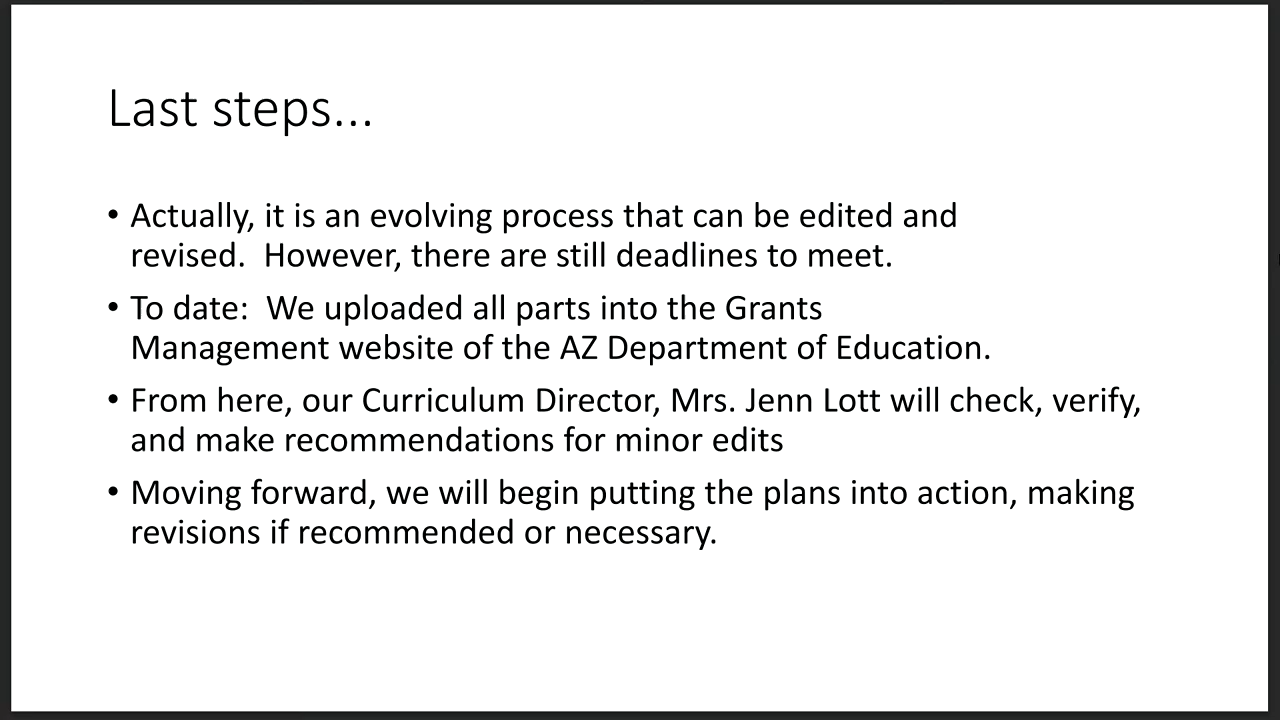 Last steps...
• Actually, it is an evolving process that can be edited and
revised.  However, there are still deadlines to meet.
• To date:  We uploaded all parts into the Grants
Management website of the AZ Department of Education.
• From here, our Curriculum Director, Mrs. Jenn Lott will check, verify,
and make recommendations for minor edits
• Moving forward, we will begin putting the plans into action, making
revisions if recommended or necessary.